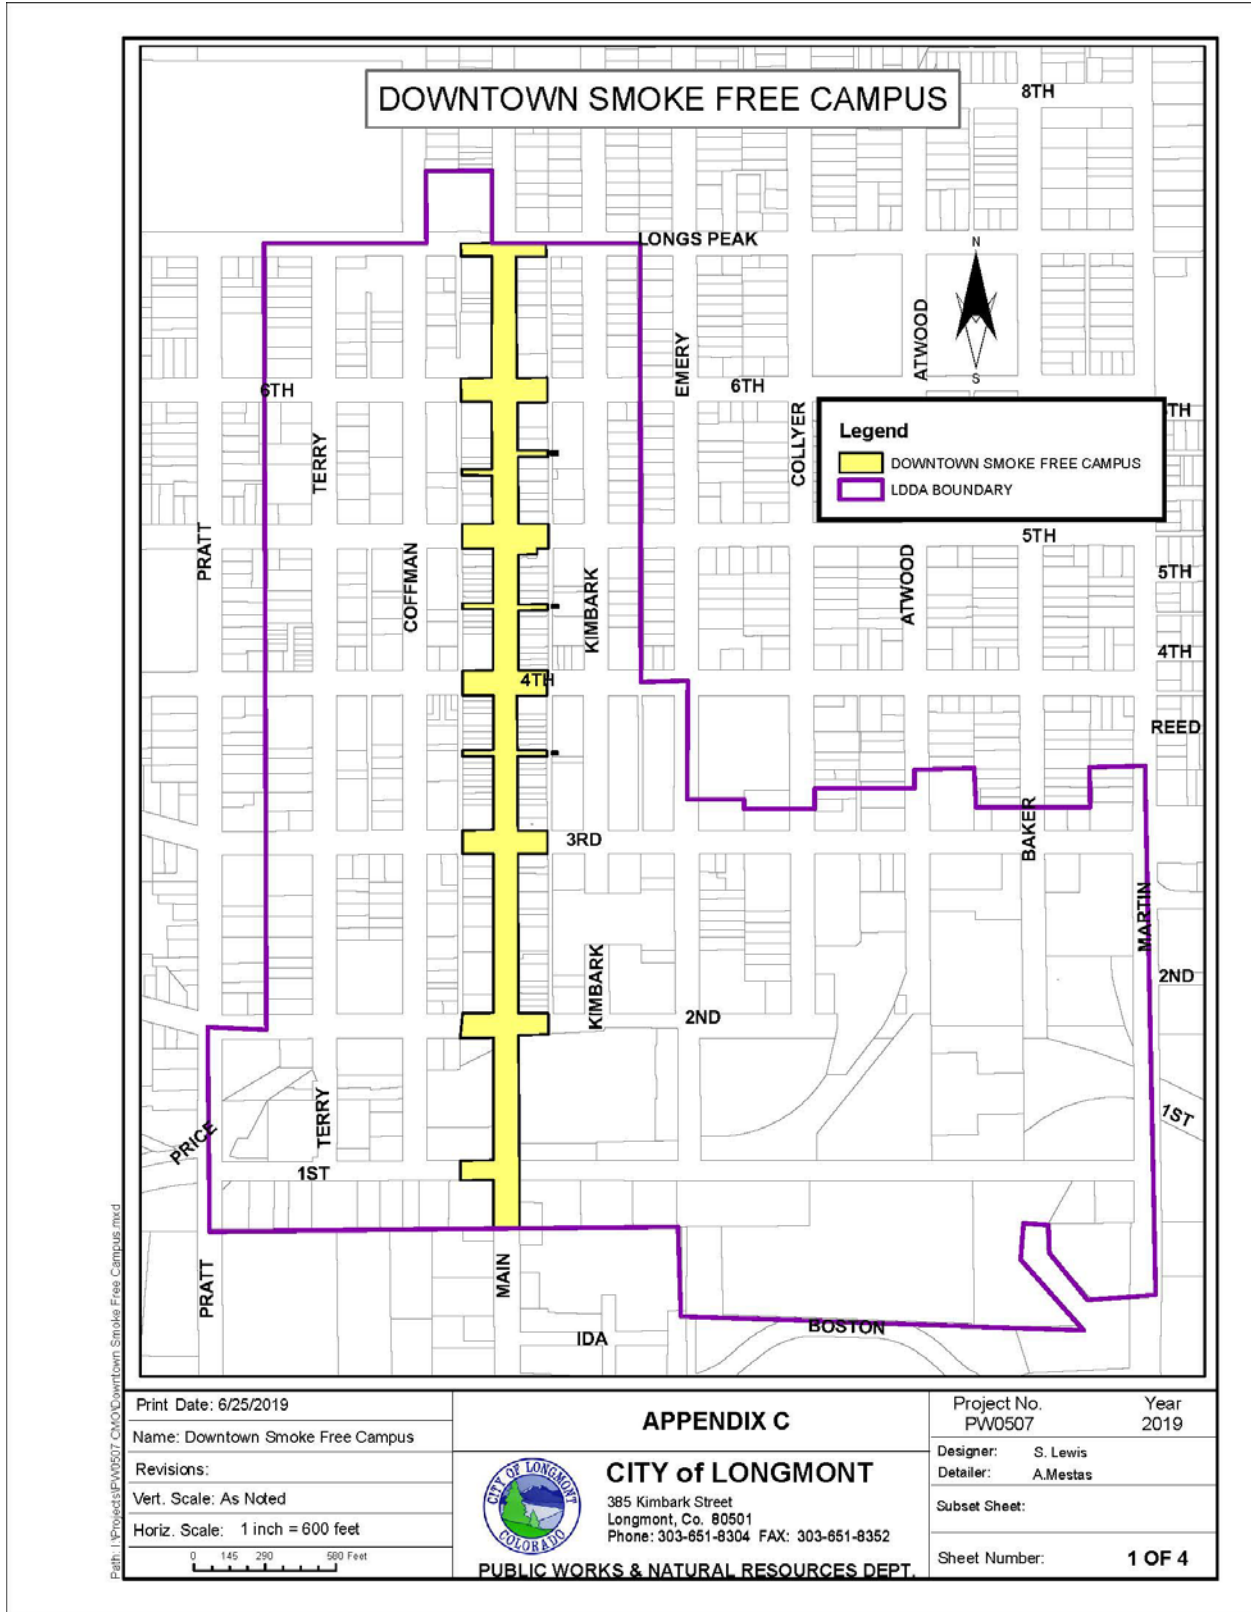 DOWNTOWN SMOKE FREE CAMPUS
8TH
LONGS PEAK
N
S
ATWOOD
EMERY
6TH
6TH
COLLYER
TH
Legend
DOWNTOWN SMOKE FREE CAMPUS
LDDA BOUNDARY
TERRY
PRATT
COFFMAN
KIMBARK
ATWOOD
5TH
5TH
4TH
4TH
REED
3RD
BAKER
MARTIN
KIMBARK
2ND
2ND
TERRY
PRICE
1ST
1ST
PRATT
MAIN
IDA
BOSTON
Path: I:\Projects\PW0507 CMO\Downtown Smoke Free Campus.mxd
Print Date: 6/25/2019
Name: Downtown Smoke Free Campus
Revisions:
Vert. Scale: As Noted
Horiz. Scale: 1 inch = 600 feet
0 145 290 580 Feet
APPENDIX C
CITY OF LONGMONT
COLORADO
CITY of LONGMONT
385 Kimbark Street
Longmont, Co. 80501
Phone: 303-651-8304 FAX: 303-651-8352
PUBLIC WORKS & NATURAL RESOURCES DEPT.
Project No. Year
PW0507 2019
Designer: S. Lewis
Detailer: A.Mestas
Subset Sheet:
Sheet Number: 1 OF 4